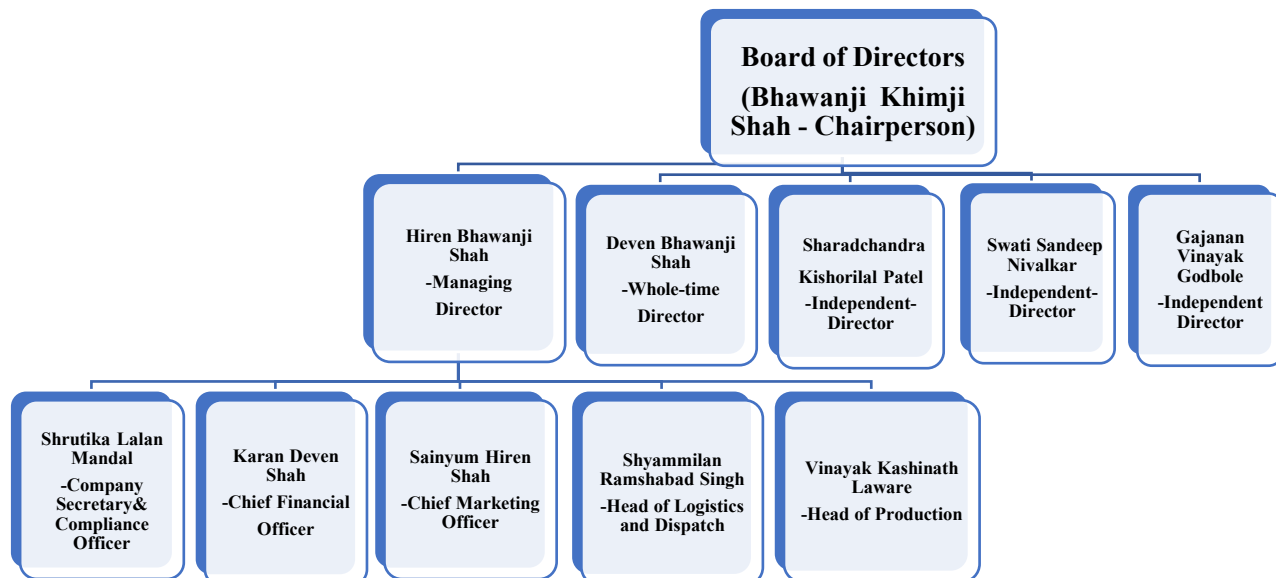 Board of Directors
(Bhawanji Khimji
Shah - Chairperson)
Hiren Bhawanji
Shah
-Managing
Director
Deven Bhawanji
Shah
-Whole-time
Director
Sharadchandra
Kishorilal Patel
-Independent-
Director
Swati Sandeep
Nivalkar
-Independent-
Director
Gajanan
Vinayak
Godbole
-Independent
Director
Shrutika Lalan
Mandal
-Company
Secretary&
Compliance
Officer
Karan Deven
Shah
-Chief Financial
Officer
Sainyum Hiren
Shah
-Chief Marketing
Officer
Shyammilan
Ramshabad Singh
-Head of Logistics
and Dispatch
Vinayak Kashinath
Laware
-Head of Production